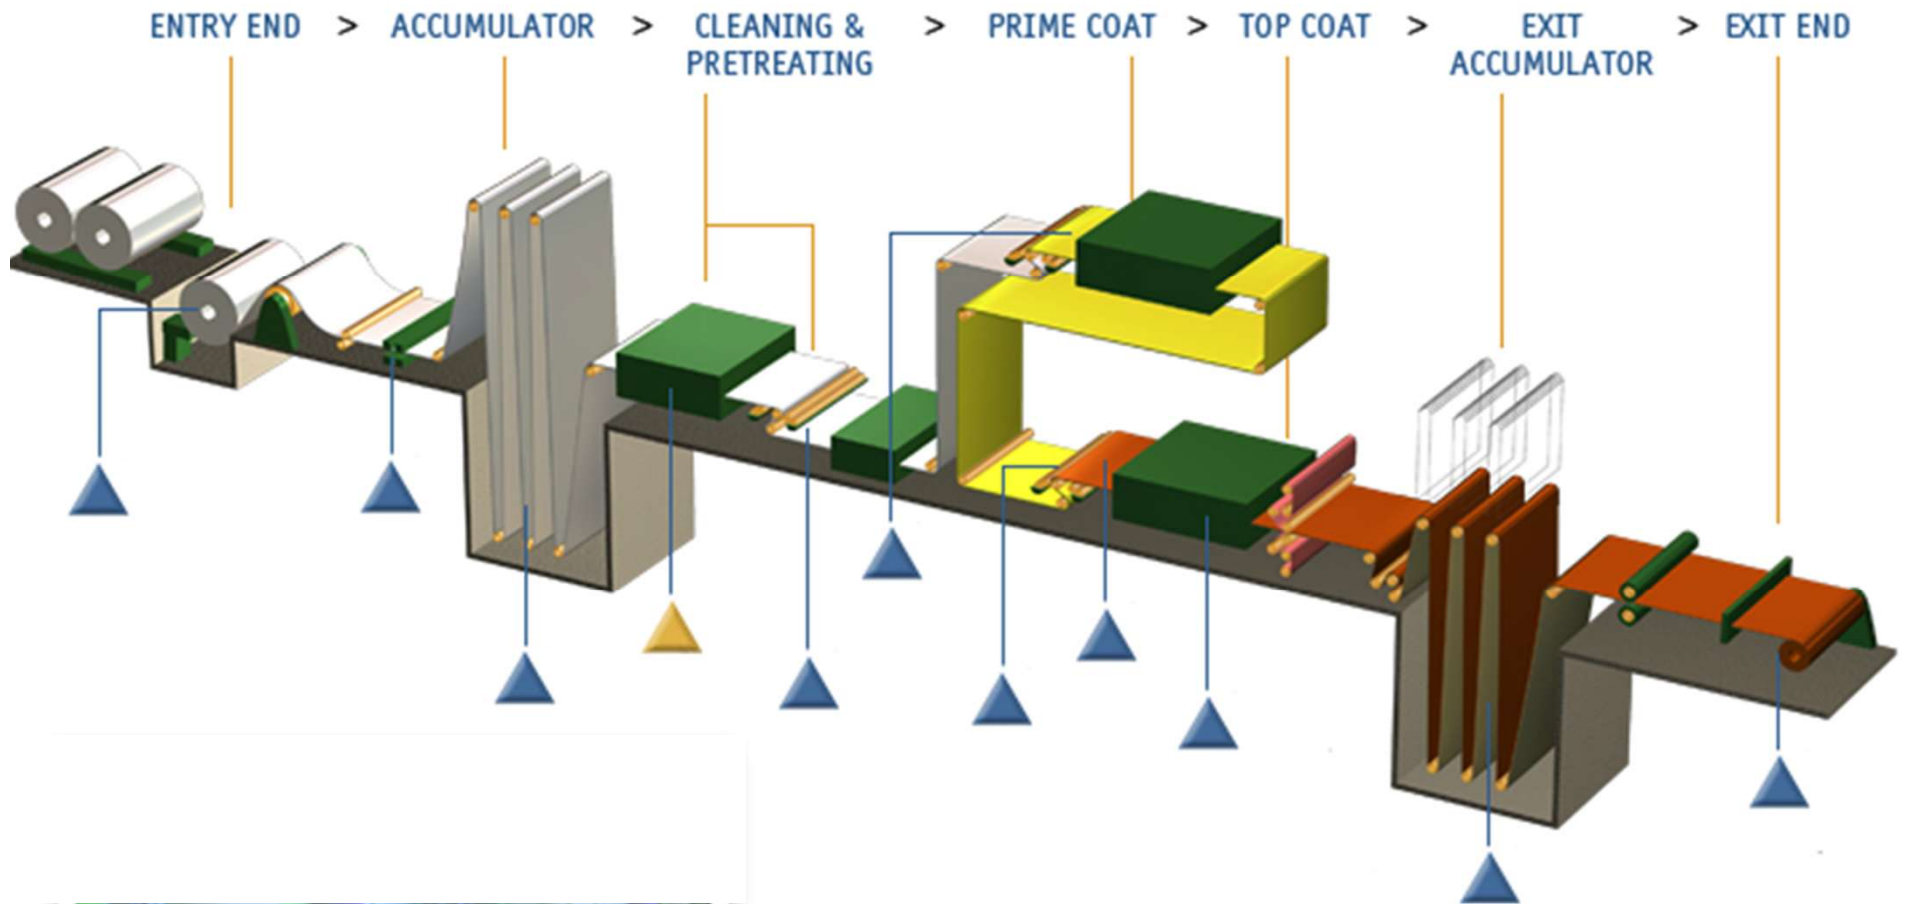 ENTRY END > ACCUMULATOR > CLEANING & > PRIME COAT > TOP COAT > EXIT > EXIT END
PRETREATING ACCUMULATOR